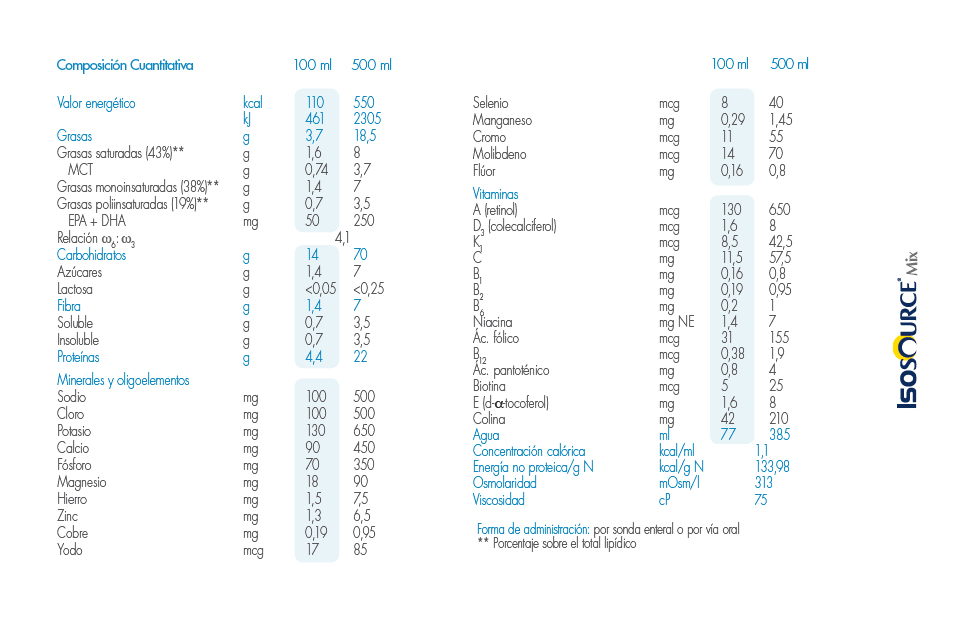 Composición Cuantitativa 100 ml 500 ml
Valor energético kcal 110 550
kJ 461 2305
Grasas g 3,7 18,5
Grasas saturadas (43%)** g 1,6 8
MCT g 0,74 3,7
Grasas monoinsaturadas (38%)** g 1,4 7
Grasas poliinsaturadas (19%)** g 0,7 3,5
EPA + DHA mg 50 250
Relación ω6: ω3 4,1
Carbohidratos g 14 70
Azúcares g 1,4 7
Lactosa g <0,05 <0,25
Fibra g 1,4 7
Soluble g 0,7 3,5
Insoluble g 0,7 3,5
Proteínas g 4,4 22
Minerales y oligoelementos
Sodio mg 100 500
Cloro mg 100 500
Potasio mg 130 650
Calcio mg 90 450
Fósforo mg 70 350
Magnesio mg 18 90
Hierro mg 1,5 7,5
Zinc mg 1,3 6,5
Cobre mg 0,19 0,95
Yodo mcg 17 85
100 ml 500 ml
Selenio mcg 8 40
Manganeso mg 0,29 1,45
Cromo mcg 11 55
Molibdeno mcg 14 70
Flúor mg 0,16 0,8
Vitaminas
A (retinol) mcg 130 650
D3 (colecalciferol) mcg 1,6 8
K1 mcg 8,5 42,5
C mg 11,5 57,5
B1 mg 0,16 0,8
B2 mg 0,19 0,95
B6 mg 0,2 1
Niacina mg NE 1,4 7
Ác. fólico mcg 31 155
B12 mcg 0,38 1,9
Ác. pantoténico mg 0,8 4
Biotina mcg 5 25
E (d-α-tocoferol) mg 1,6 8
Colina mg 42 210
Agua ml 77 385
Concentración calórica kcal/ml 1,1
Energía no proteica/g N kcal/g N 133,98
Osmolaridad mOsm/l 313
Viscosidad cP 75
Forma de administración: por sonda enteral o por vía oral
** Porcentaje sobre el total lipídico
ISOSOURCE® Mix